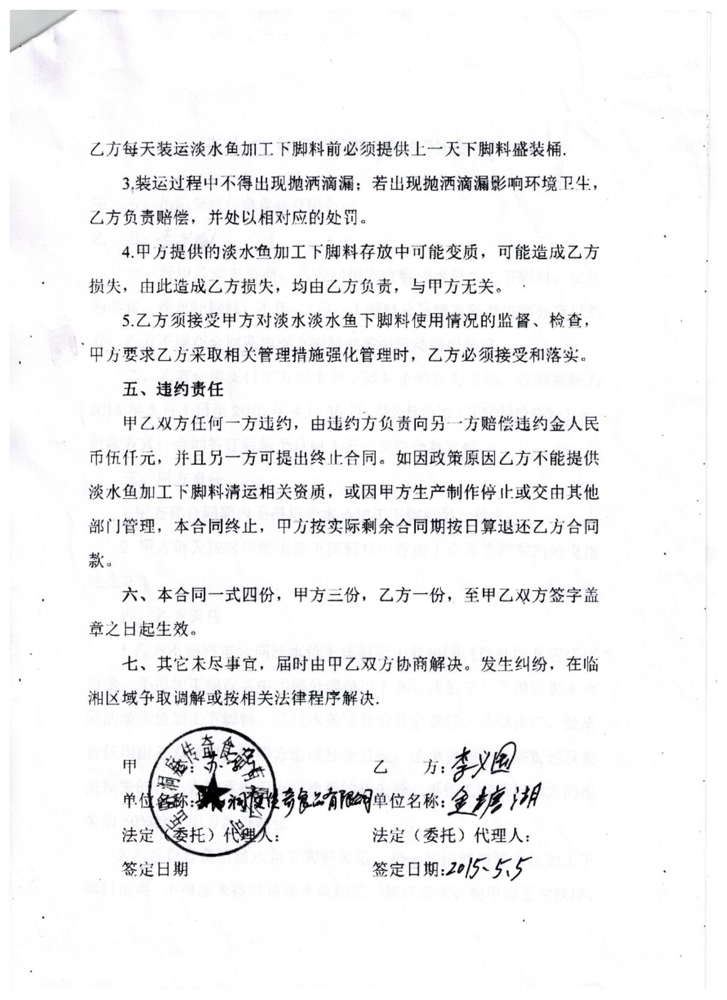 乙方每天装运淡水鱼加工下脚料前必须提供上一天下脚料盛装桶.
3.装运过程中不得出现抛洒滴漏；若出现抛洒滴漏影响环境卫生，
乙方负责赔偿，并处以相对应的处罚。
4.甲方提供的淡水鱼加工下脚料存放中可能变质，可能造成乙方
损失，由此造成乙方损失，均由乙方负责，与甲方无关。
5.乙方须接受甲方对淡水淡水鱼下脚料使用情况的监督、检查，
甲方要求乙方采取相关管理措施强化管理时，乙方必须接受和落实。
五、违约责任
甲乙双方任何一方违约，由违约方负责向另一方赔偿违约金人民
币伍仟元，并且另一方可提出终止合同。如因政策原因乙方不能提供
淡水鱼加工下脚料清运相关资质，或因甲方生产制作停止或交由其他
部门管理，本合同终止，甲方按实际剩余合同期按日算退还乙方合同
款。
六、本合同一式四份，甲方三份，乙方一份，至甲乙双方签字盖
章之日起生效。
七、其它未尽事宜，届时由甲乙双方协商解决。发生纠纷，在临
湘区域争取调解或按相关法律程序解决.
甲 方：苏 乙 方：李义国
单位名称：传奇食品有限公司 单位名称：湖
法定（委托）代理人： 法定（委托）代理人：
签定日期 签定日期：2015.5.5